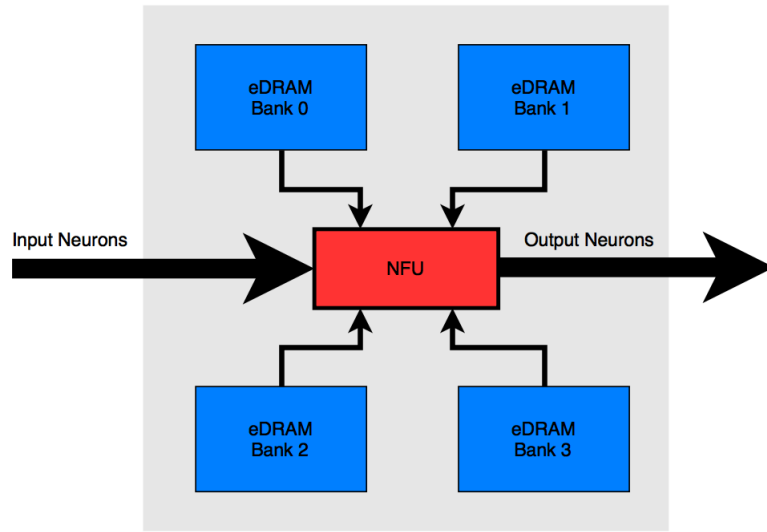 eDRAM
Bank 0
eDRAM
Bank 1
Input Neurons
NFU
Output Neurons
eDRAM
Bank 2
eDRAM
Bank 3